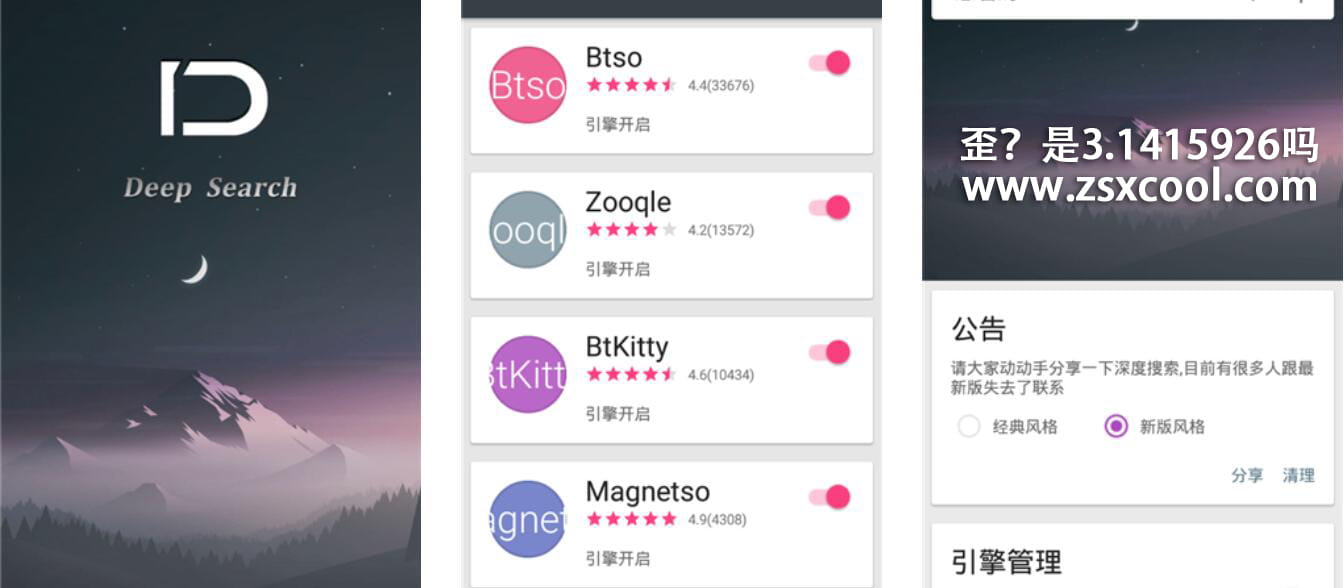 Deep Search
Btso
Btso
4.4(33676)
引擎开启
ooql
Zooqle
4.2(13572)
引擎开启
tKitt
BtKitty
4.6(10434)
引擎开启
agnet
Magnetso
4.9(4308)
引擎开启
歪？是3.1415926吗
www.zsxcool.com
公告
请大家动动手分享一下深度搜索,目前有很多人跟最
新版失去了联系
经典风格 新版风格
分享 清理
引擎管理